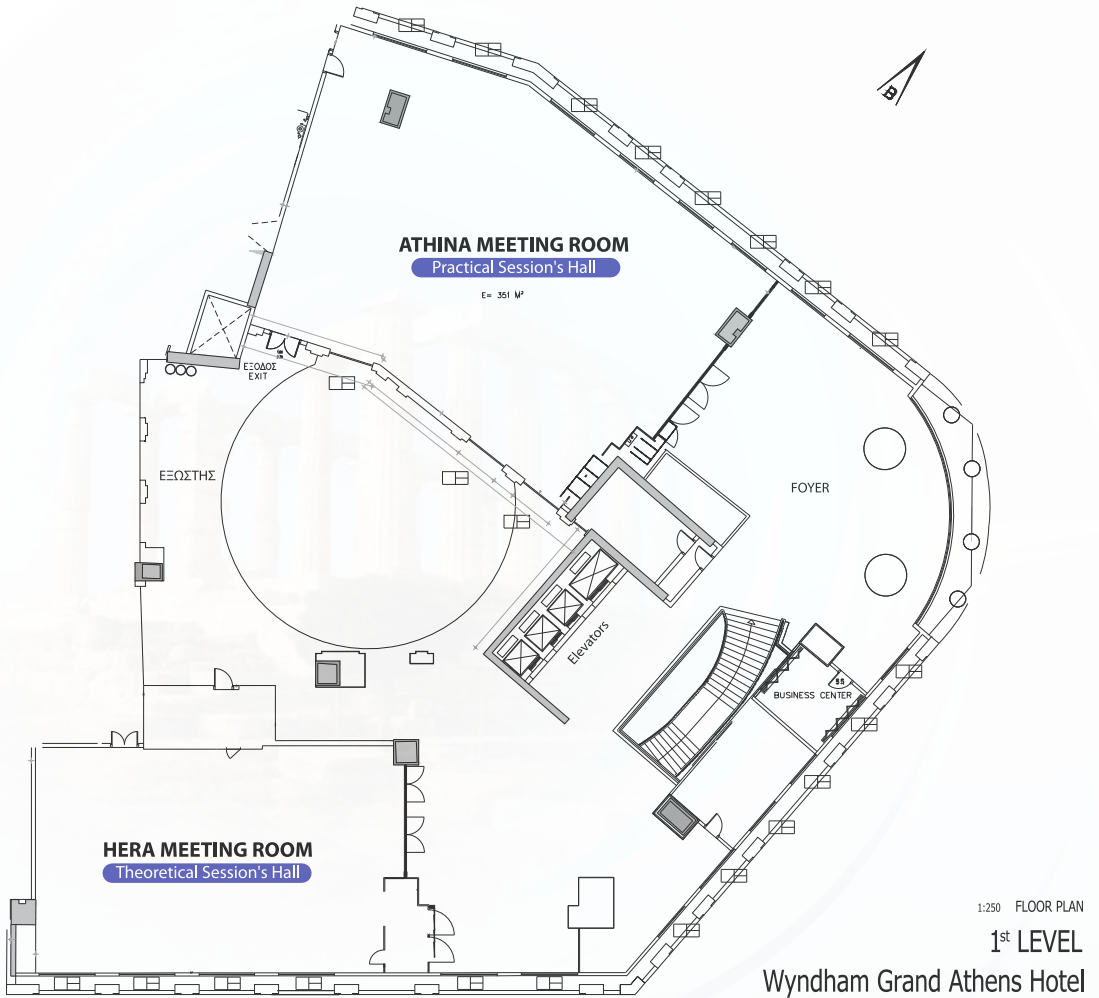 B
ATHINA MEETING ROOM
Practical Session's Hall
E= 351 M²
ΕΞΟΔΟΣ
EXIT
ΕΞΩΣΤΗΣ
FOYER
Elevators
BUSINESS CENTER
HERA MEETING ROOM
Theoretical Session's Hall
1:250 FLOOR PLAN
1st LEVEL
Wyndham Grand Athens Hotel